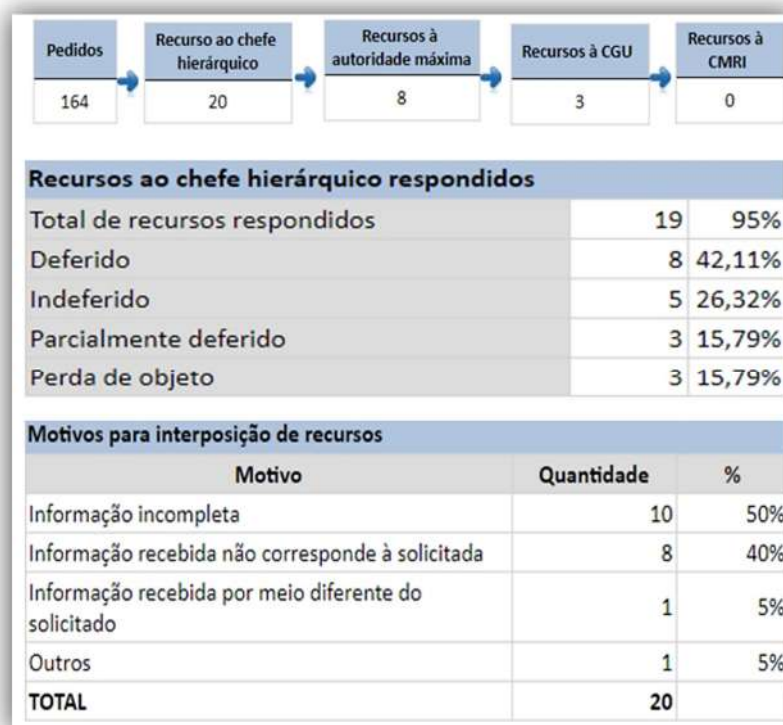 Pedidos
Recurso ao chefe
hierárquico
Recursos à
autoridade máxima
Recursos à CGU
Recursos à
CMRI
164
20
8
3
0
Recursos ao chefe hierárquico respondidos
Total de recursos respondidos 19 95%
Deferido 8 42,11%
Indeferido 5 26,32%
Parcialmente deferido 3 15,79%
Perda de objeto 3 15,79%
Motivos para interposição de recursos
Motivo Quantidade %
Informação incompleta 10 50%
Informação recebida não corresponde à solicitada 8 40%
Informação recebida por meio diferente do
solicitado 1 5%
Outros 1 5%
TOTAL 20